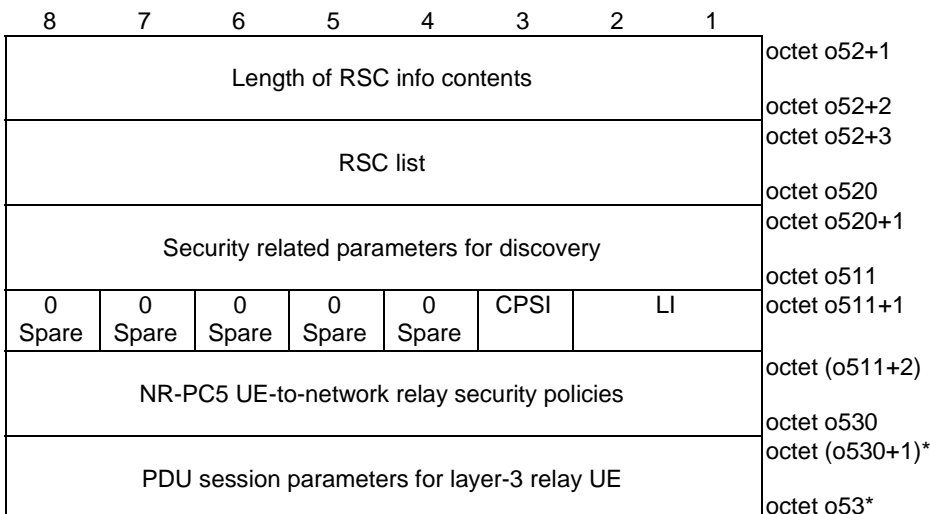 8 7 6 5 4 3 2 1
octet o52+1
Length of RSC info contents
octet o52+2
octet o52+3
RSC list
octet o520
octet o520+1
Security related parameters for discovery
octet o511
0 0 0 0 0 CPSI LI octet o511+1
Spare Spare Spare Spare Spare
octet (o511+2)
NR-PC5 UE-to-network relay security policies
octet o530
octet (o530+1)*
PDU session parameters for layer-3 relay UE
octet o53*